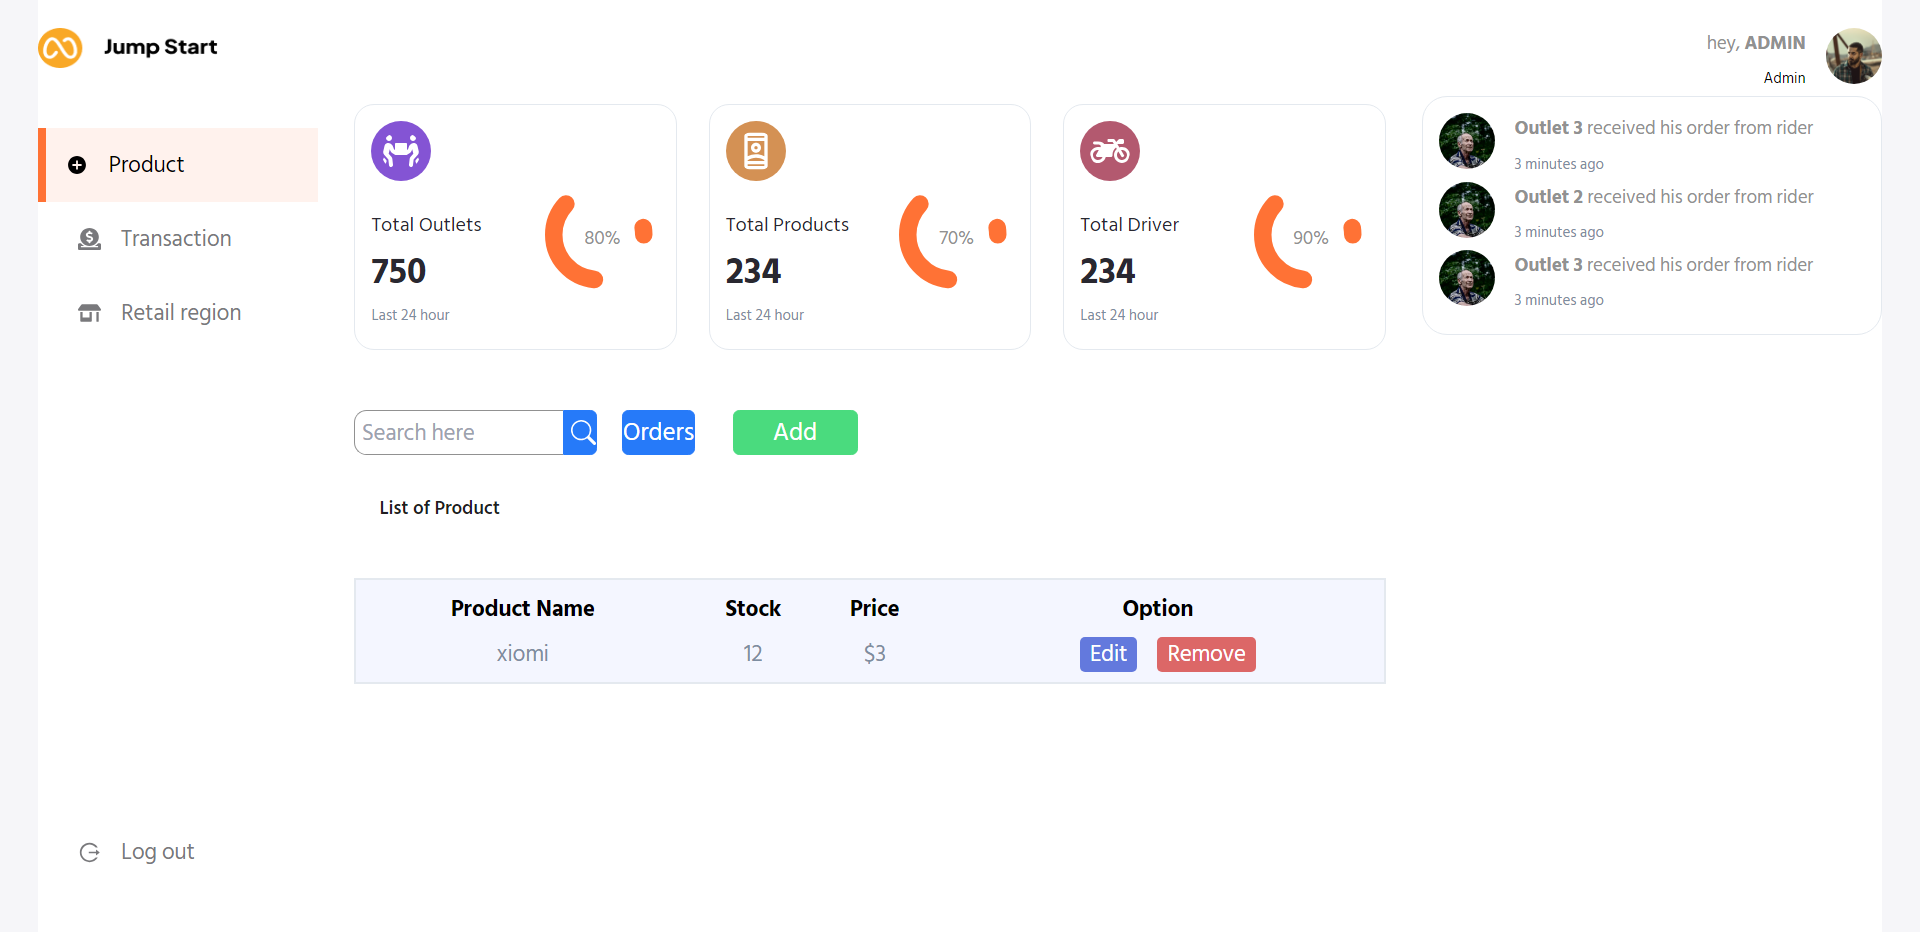 Jump Start
hey, ADMIN
Admin
Product
Transaction
Retail region
Log out
Total Outlets
750
Last 24 hour
80%
Total Products
234
Last 24 hour
70%
Total Driver
234
Last 24 hour
90%
Outlet 3 received his order from rider
3 minutes ago
Outlet 2 received his order from rider
3 minutes ago
Outlet 3 received his order from rider
3 minutes ago
Search here
Orders
Add
List of Product
Product Name Stock Price Option
xiomi 12 $3 Edit Remove